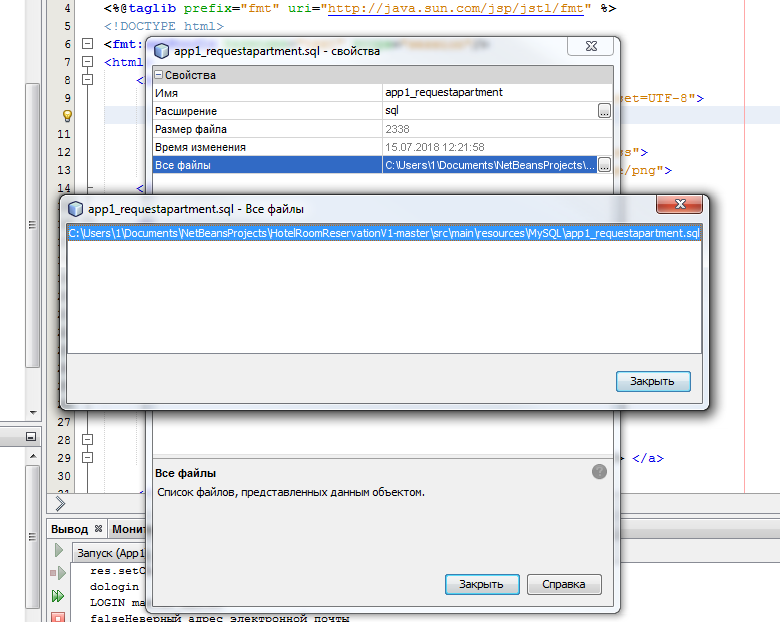 4 <%@taglib prefix="fmt" uri="http://java.sun.com/jsp/jstl/fmt" %>
5 <!DOCTYPE html>
6 <fmt:
7 <html
8 <
9 set=UTF-8">
11
12 s">
13 e/png">
14 <
app1_requestapartment.sql - свойства
Свойства
Имя app1_requestapartment
Расширение sql ...
Размер файла 2338
Время изменения 15.07.2018 12:21:58
Все файлы C:\Users\1\Documents\NetBeansProjects\... ...
app1_requestapartment.sql - Все файлы
C:\Users\1\Documents\NetBeansProjects\HotelRoomReservationV1-master\src\main\resources\MySQL\app1_requestapartment.sql
Закрыть
27
28
29 > </a>
30
31 <
Все файлы
Список файлов, представленных данным объектом.
Закрыть Справка
Вывод Монит
Запуск (App1
res.setC
dologin
LOGIN ma
falseНеверный адрес электронной почты